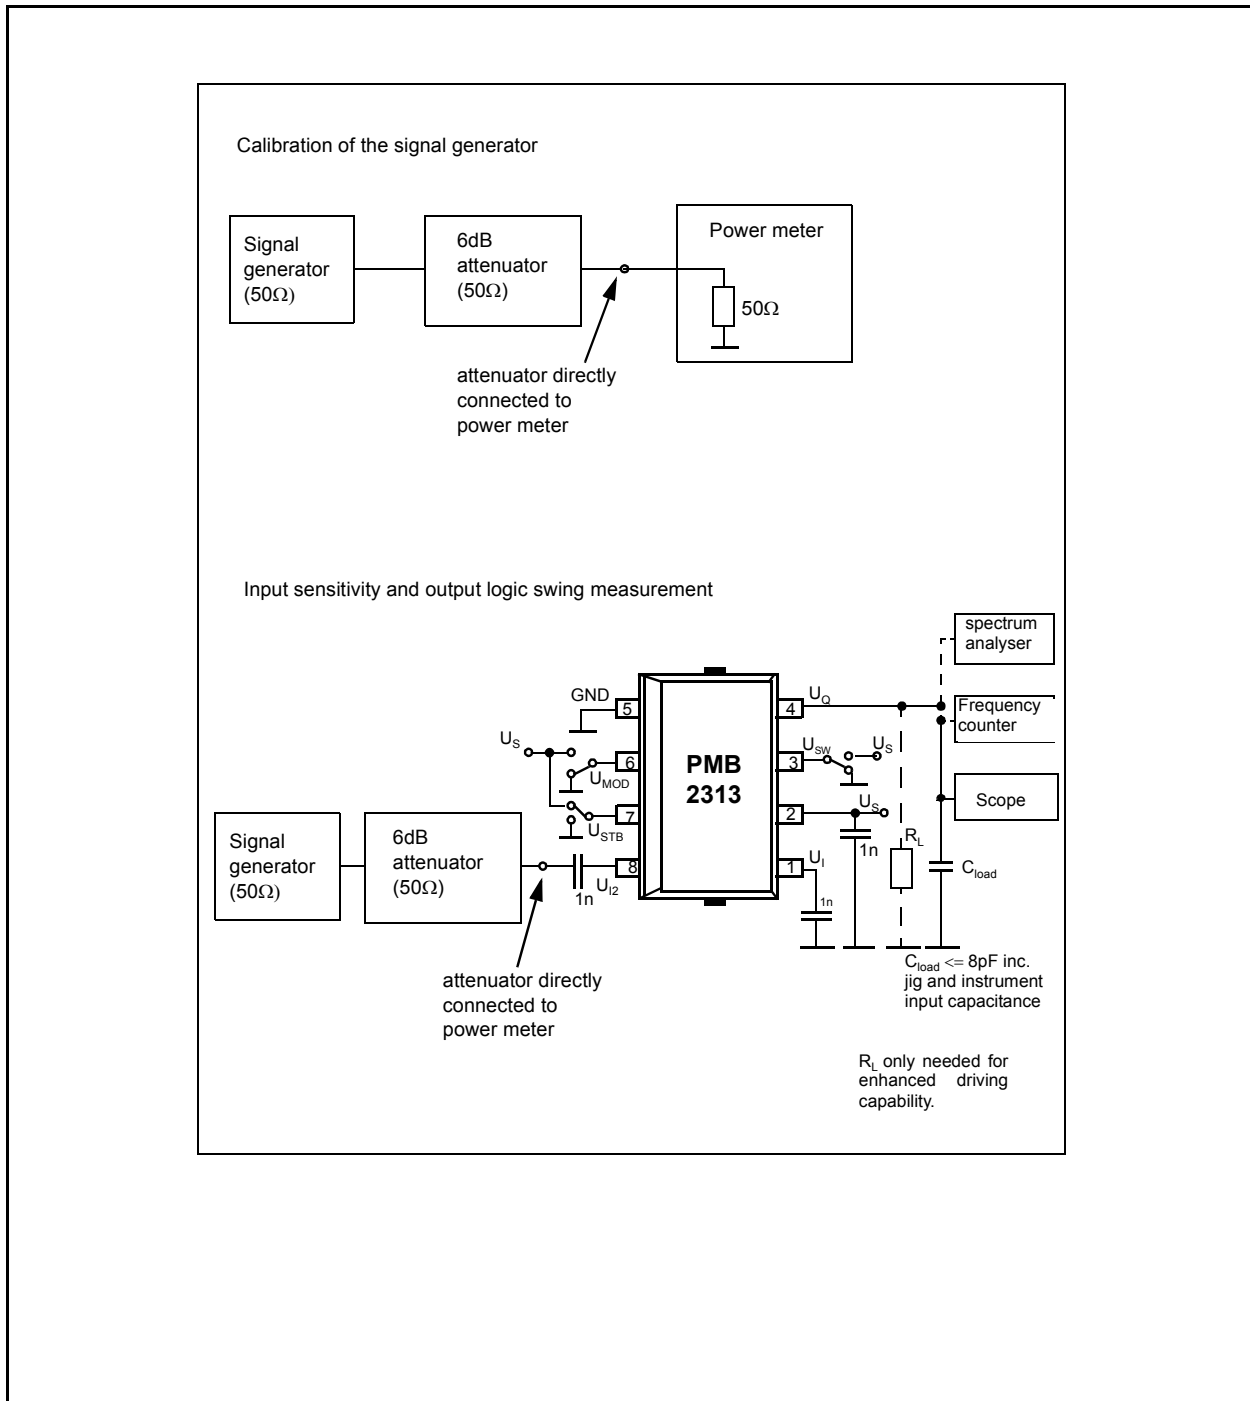 Calibration of the signal generator
Signal
generator
(50Ω)
6dB
attenuator
(50Ω)
Power meter
50Ω
attenuator directly
connected to
power meter
Input sensitivity and output logic swing measurement
spectrum
analyser
Frequency
counter
Scope
GND
5
4
U_Q
U_S
6
U_MOD
PMB
2313
3
U_SW
U_S
7
U_STB
2
U_S
1n
Signal
generator
(50Ω)
6dB
attenuator
(50Ω)
1n
U_I2
8
1
U_I
1n
R_L
C_load
attenuator directly
connected to
power meter
C_load <= 8pF inc.
jig and instrument
input capacitance
R_L only needed for
enhanced driving
capability.